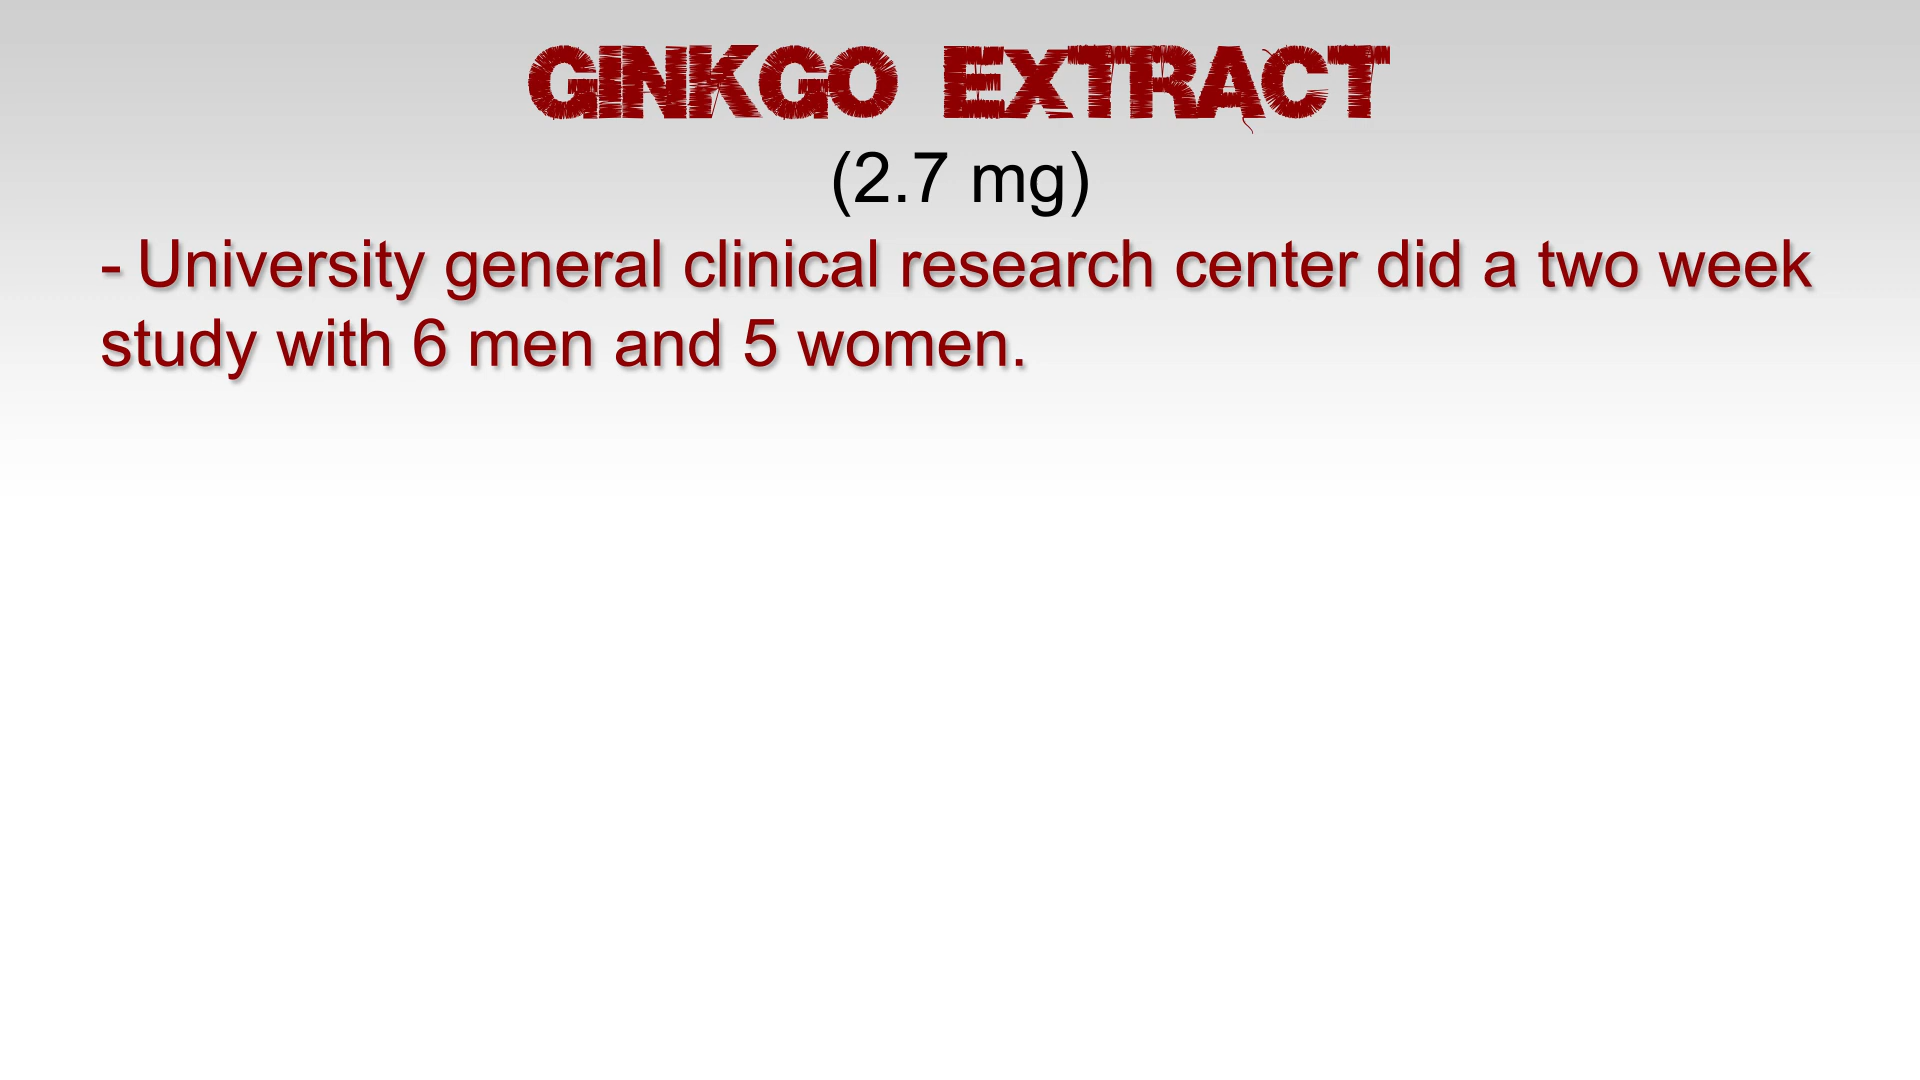 GINKGO EXTRACT
(2.7 mg)
- University general clinical research center did a two week
study with 6 men and 5 women.